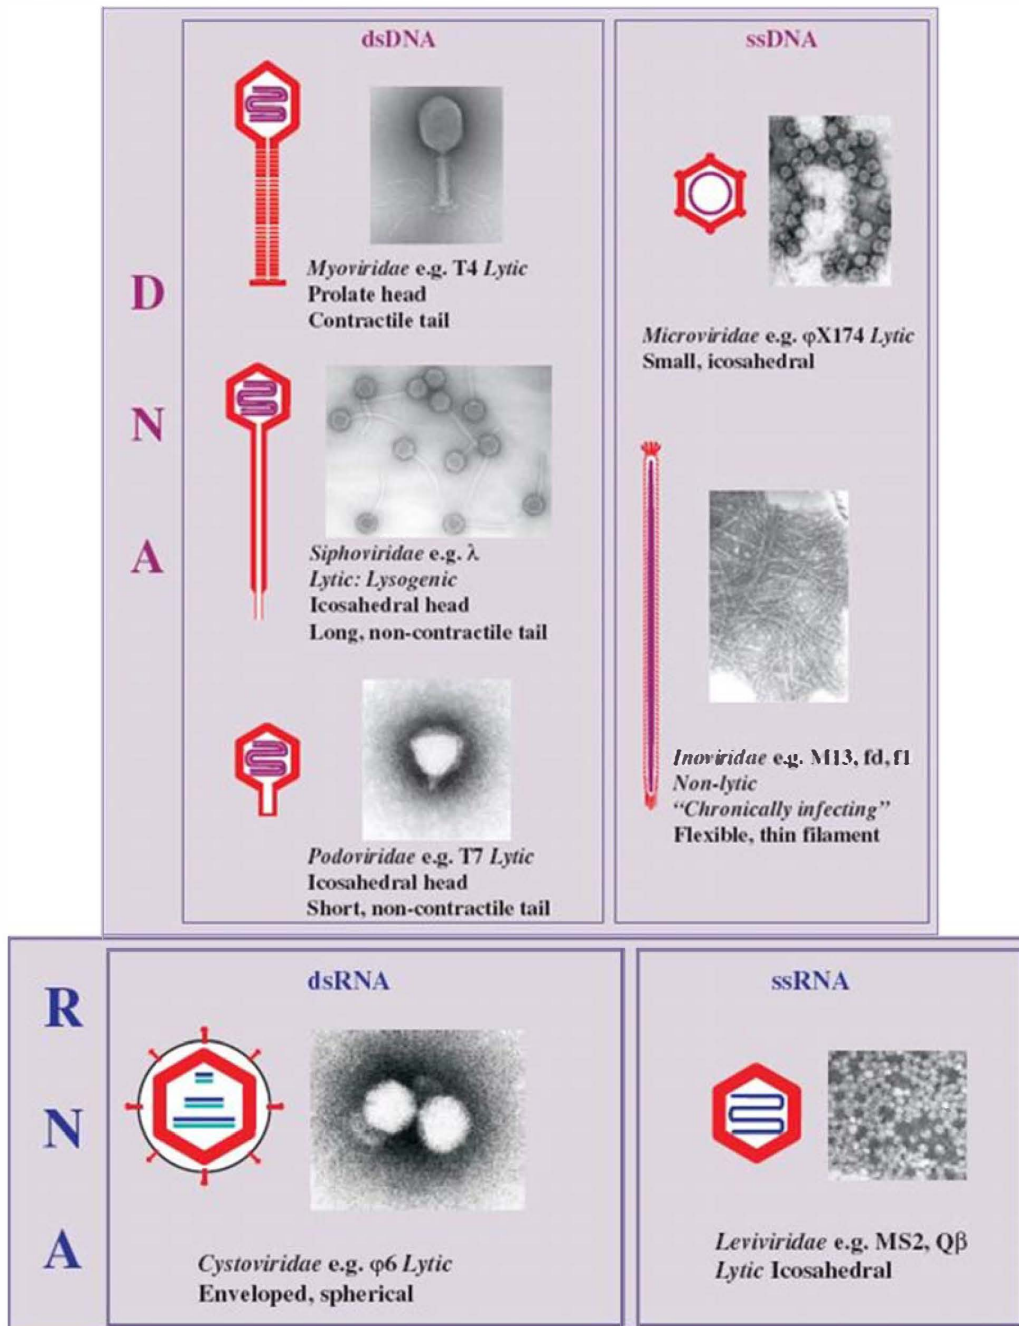 dsDNA
ssDNA
D
N
A
Myoviridae e.g. T4 Lytic
Prolate head
Contractile tail
Siphoviridae e.g. λ
Lytic: Lysogenic
Icosahedral head
Long, non-contractile tail
Podoviridae e.g. T7 Lytic
Icosahedral head
Short, non-contractile tail
Microviridae e.g. φX174 Lytic
Small, icosahedral
Inoviridae e.g. M13, fd, f1
Non-lytic
“Chronically infecting”
Flexible, thin filament
R
N
A
dsRNA
ssRNA
Cystoviridae e.g. φ6 Lytic
Enveloped, spherical
Leviviridae e.g. MS2, Qβ
Lytic Icosahedral